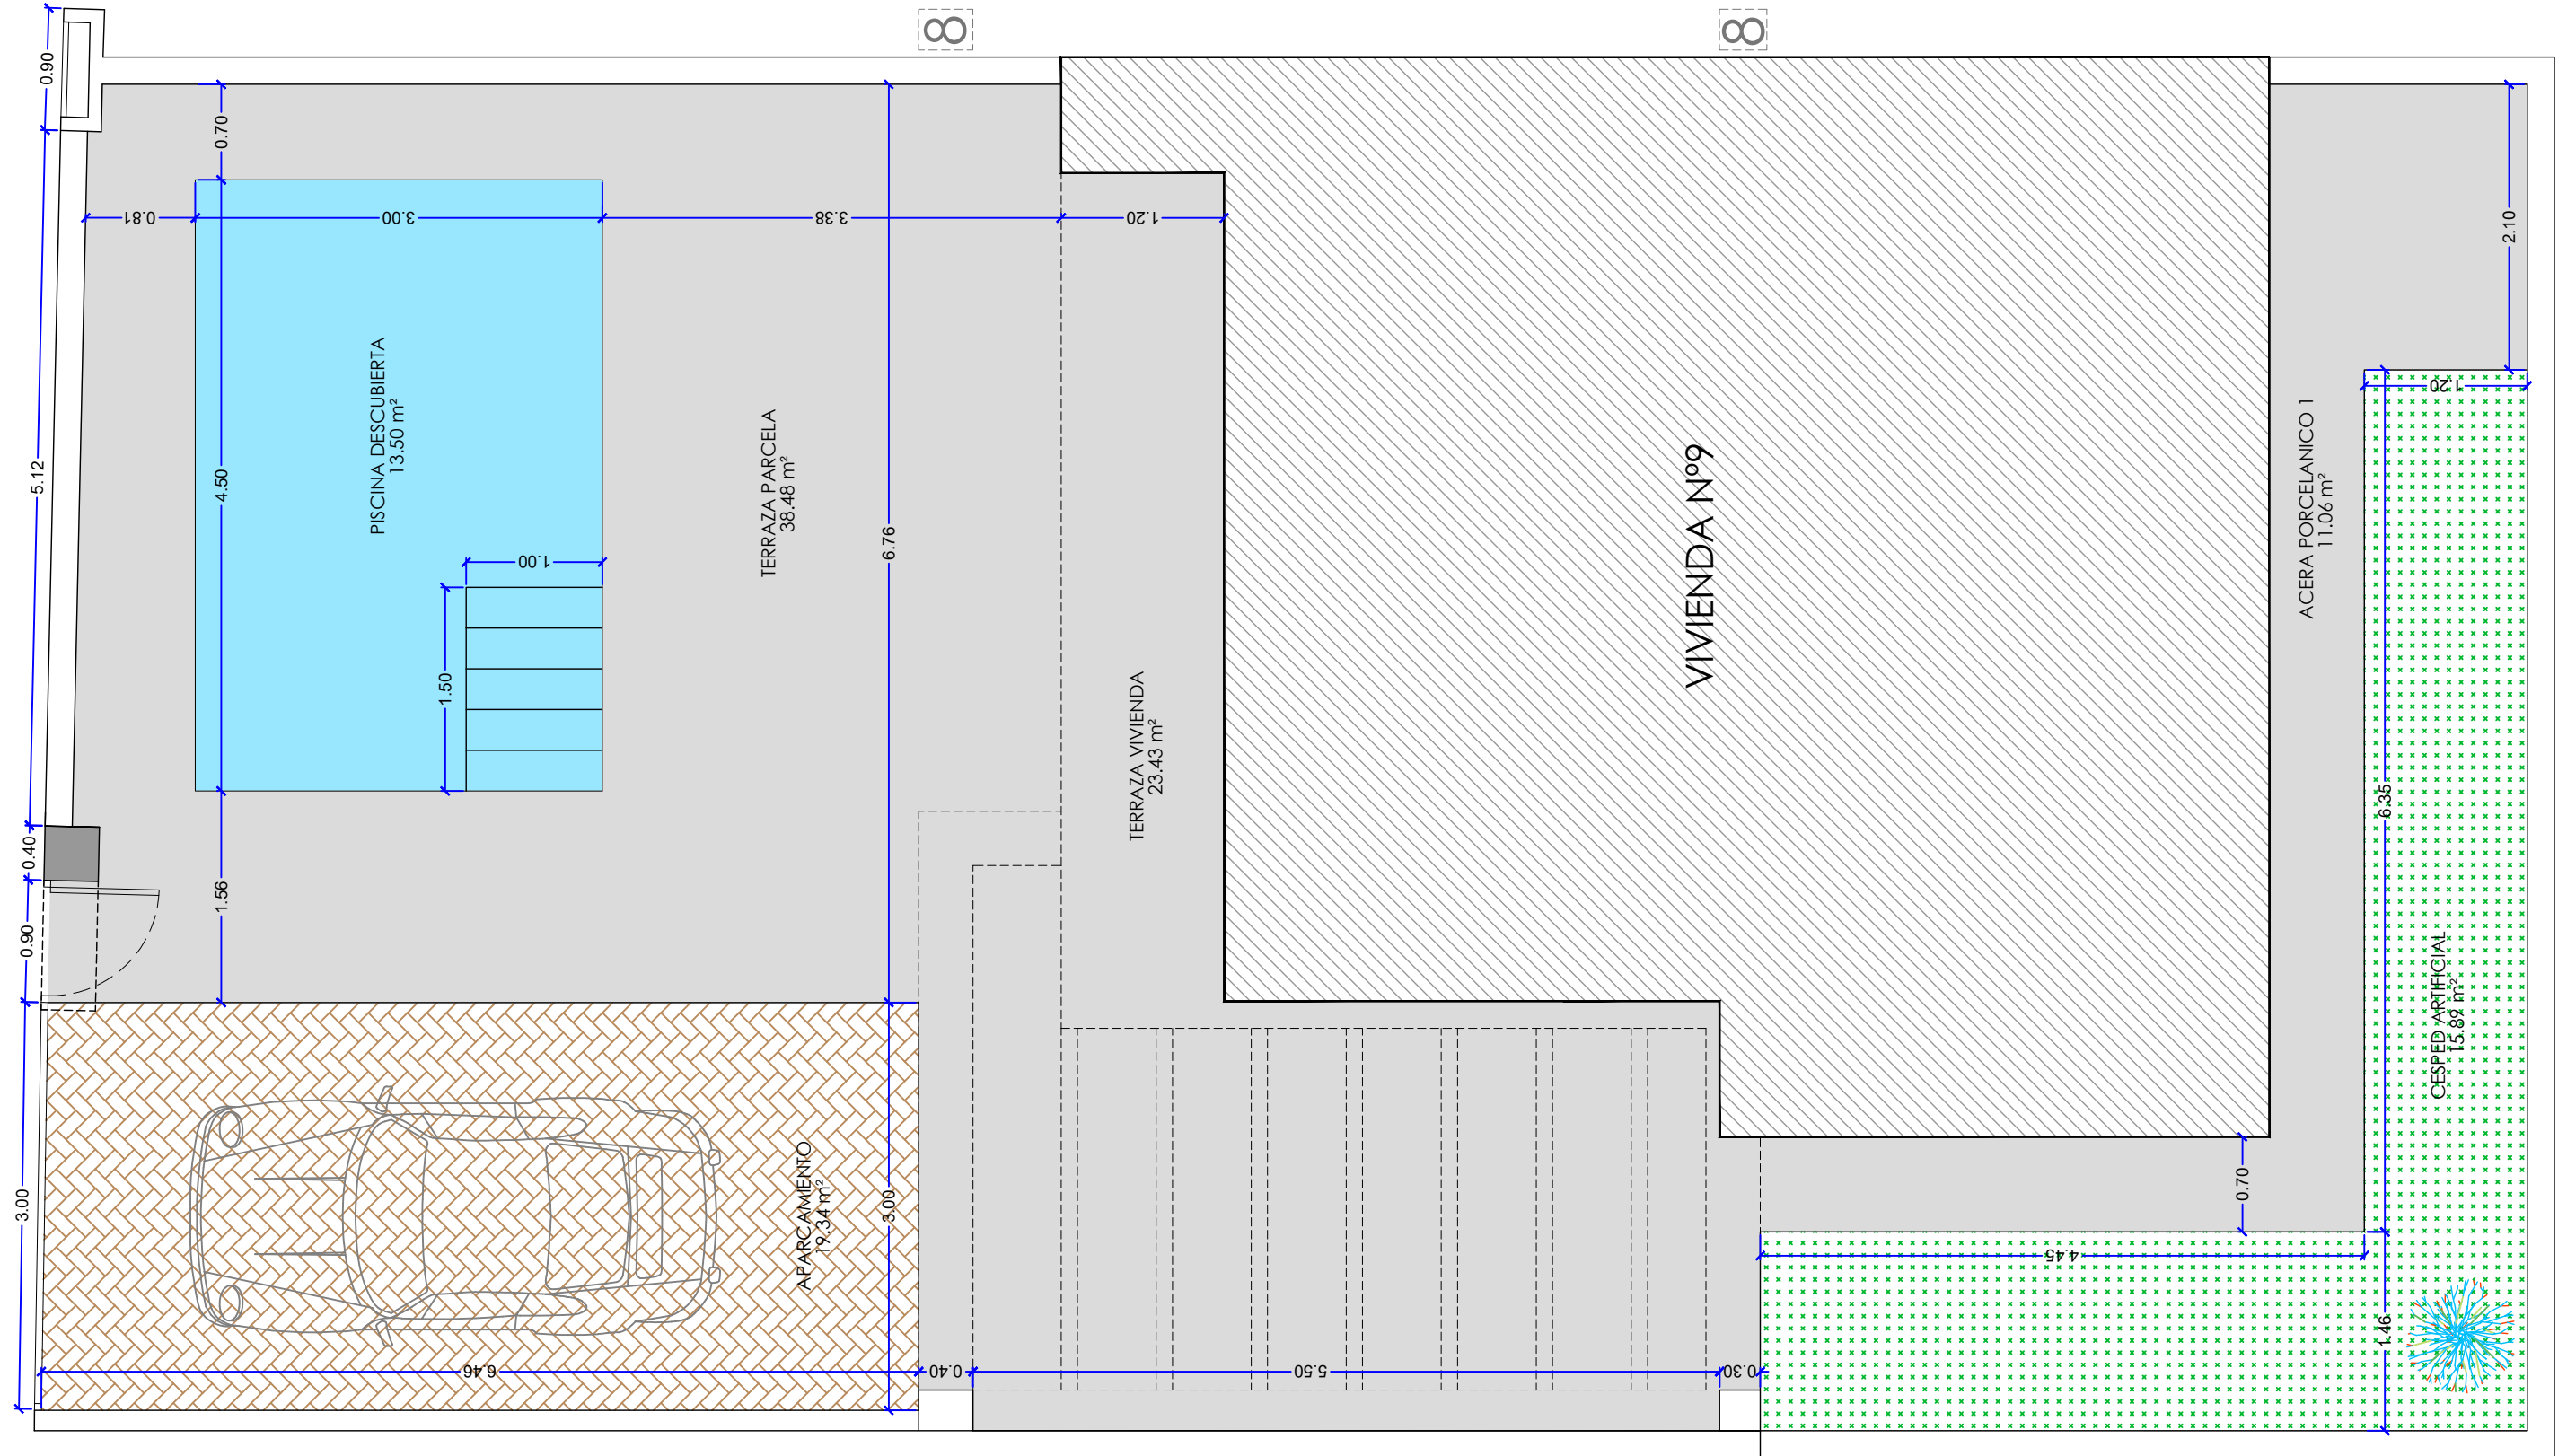 8
8
0.90
0.70
0.81
3.00
3.38
1.20
2.10
1.20
5.12
4.50
PISCINA DESCUBIERTA
13.50 m²
TERRAZA PARCELA
38.48 m²
6.76
1.00
1.50
VIVIENDA Nº9
ACERA PORCELANICO 1
11.06 m²
TERRAZA VIVIENDA
23.43 m²
6.35
0.40
1.56
0.90
CESPED ARTIFICIAL
15.89 m²
3.00
APARCAMIENTO
19.34 m²
3.00
0.70
4.45
1.46
6.46
0.40
5.50
0.30